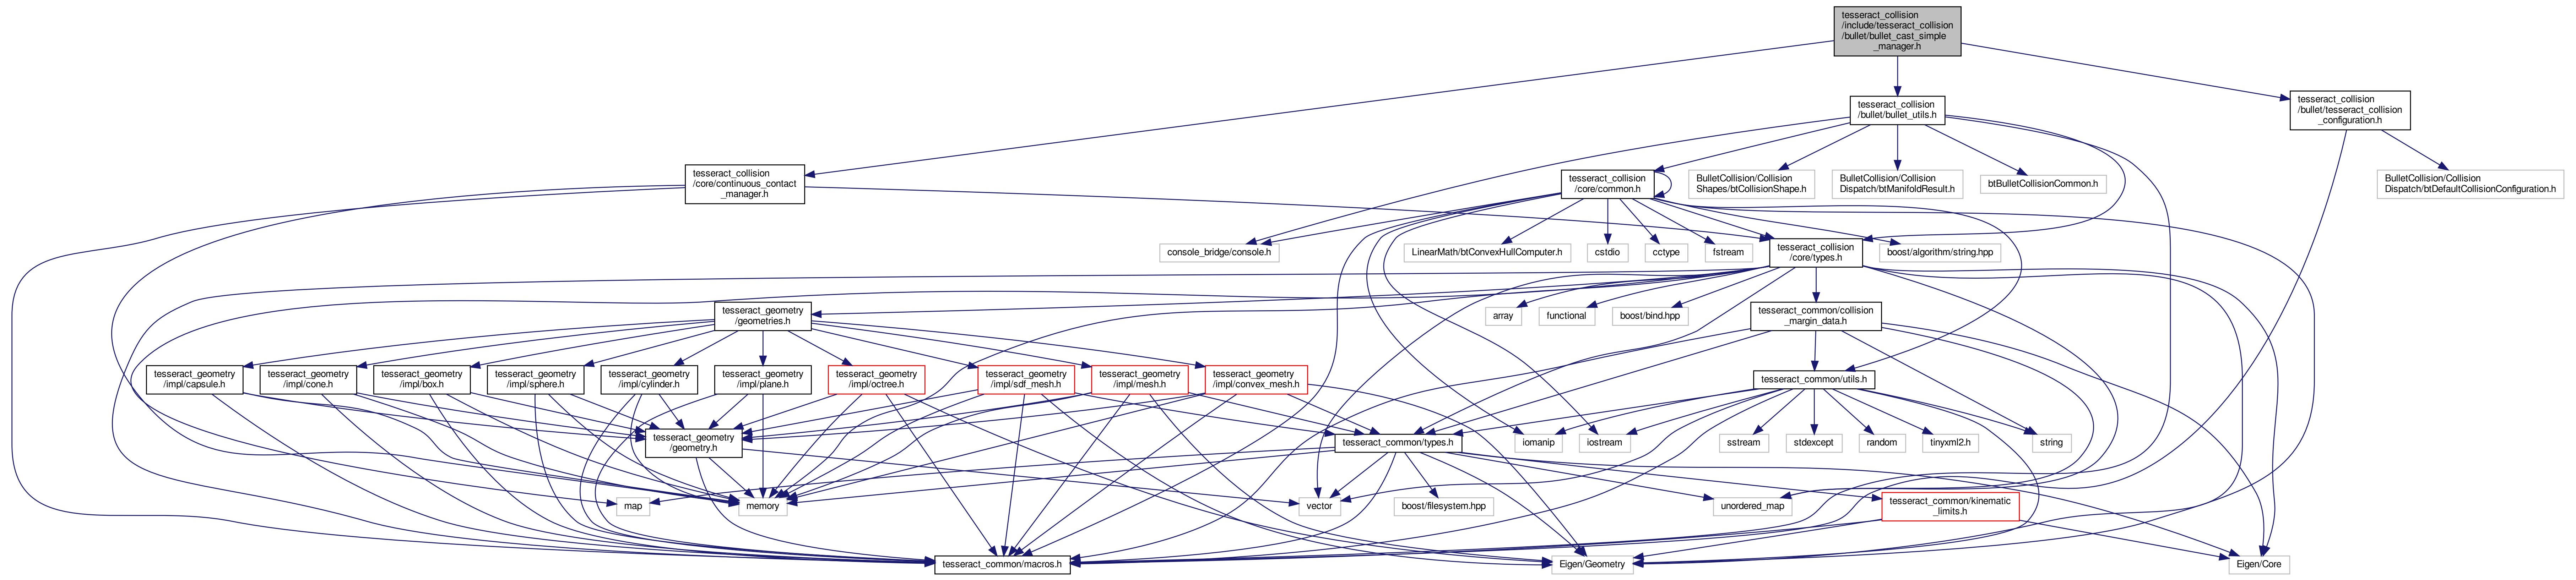 tesseract_collision
/include/tesseract_collision
/bullet/bullet_cast_simple
_manager.h
tesseract_collision
/bullet/bullet_utils.h
tesseract_collision
/bullet/tesseract_collision
_configuration.h
tesseract_collision
/core/continuous_contact
_manager.h
tesseract_collision
/core/common.h
BulletCollision/Collision
Shapes/btCollisionShape.h
BulletCollision/Collision
Dispatch/btManifoldResult.h
btBulletCollisionCommon.h
BulletCollision/Collision
Dispatch/btDefaultCollisionConfiguration.h
console_bridge/console.h
LinearMath/btConvexHullComputer.h
cstdio
cctype
fstream
tesseract_collision
/core/types.h
boost/algorithm/string.hpp
tesseract_geometry
/geometries.h
array
functional
boost/bind.hpp
tesseract_common/collision
_margin_data.h
tesseract_geometry
/impl/capsule.h
tesseract_geometry
/impl/cone.h
tesseract_geometry
/impl/box.h
tesseract_geometry
/impl/sphere.h
tesseract_geometry
/impl/cylinder.h
tesseract_geometry
/impl/plane.h
tesseract_geometry
/impl/octree.h
tesseract_geometry
/impl/sdf_mesh.h
tesseract_geometry
/impl/mesh.h
tesseract_geometry
/impl/convex_mesh.h
tesseract_common/utils.h
tesseract_geometry
/geometry.h
tesseract_common/types.h
iomanip
iostream
sstream
stdexcept
random
tinyxml2.h
string
map
memory
vector
boost/filesystem.hpp
unordered_map
tesseract_common/kinematic
_limits.h
tesseract_common/macros.h
Eigen/Geometry
Eigen/Core